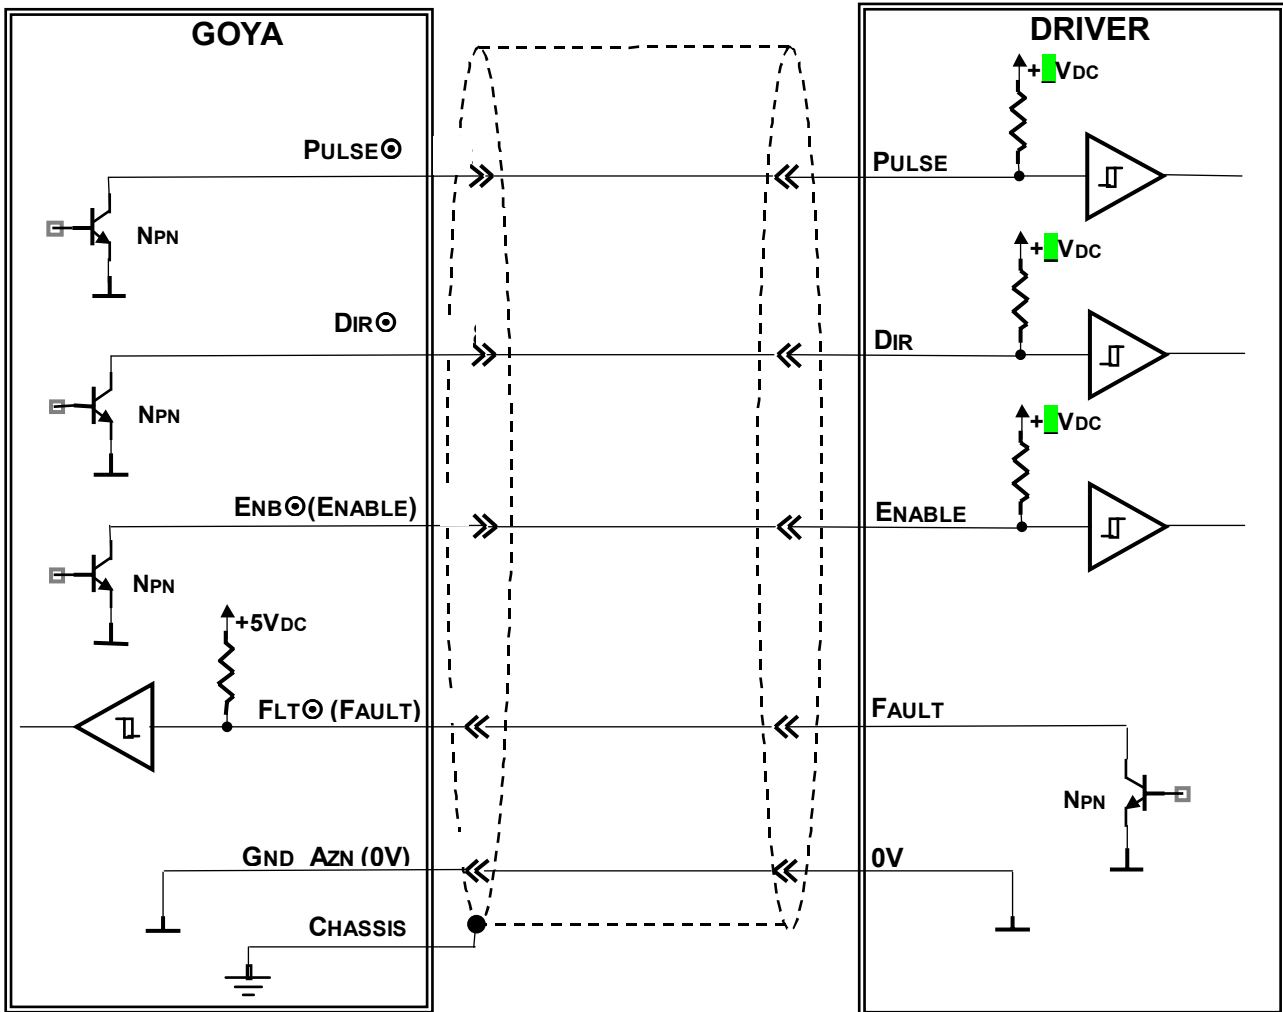 GOYA
DRIVER
+ VDC
PULSE⊙
PULSE
NPN
+ VDC
DIR⊙
DIR
NPN
+ VDC
ENB⊙(ENABLE)
ENABLE
NPN
+5VDC
FLT⊙ (FAULT)
FAULT
NPN
GND AZN (0V)
0V
CHASSIS